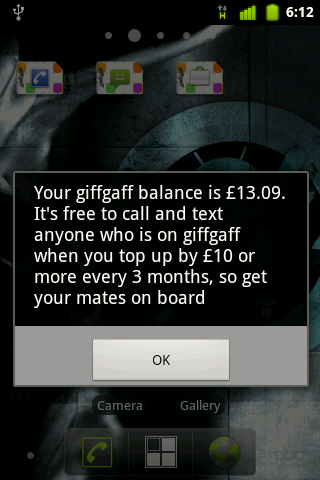 6:12
Your giffgaff balance is £13.09.
It's free to call and text
anyone who is on giffgaff
when you top up by £10 or
more every 3 months, so get
your mates on board
OK
Camera Gallery